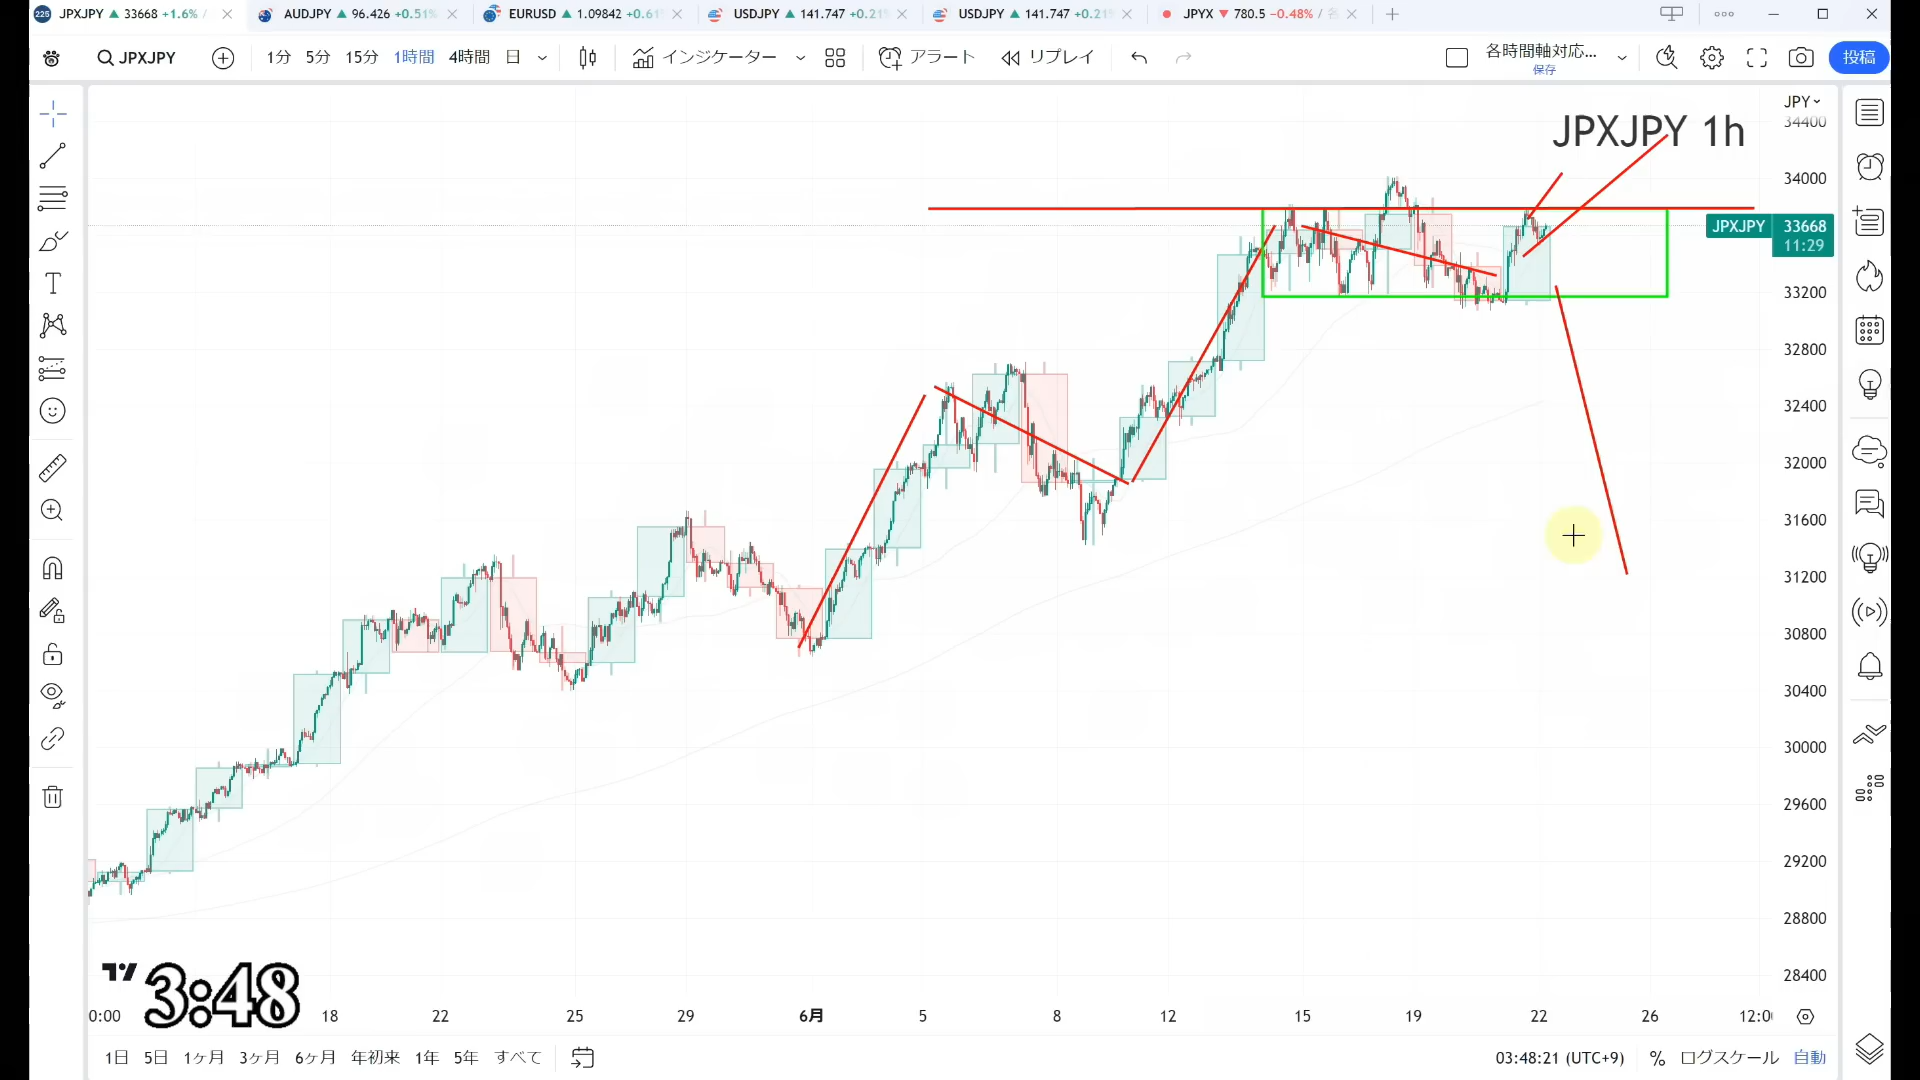 JPXJPY ▲ 33668 +1.6% /
AUDJPY ▲ 96.426 +0.51%
EURUSD ▲ 1.09842 +0.61%
USDJPY ▲ 141.747 +0.21%
USDJPY ▲ 141.747 +0.21%
JPYX ▼ 780.5 −0.48% /
JPXJPY
1分 5分 15分 1時間 4時間 日
インジケーター
アラート
リプレイ
各時間軸対応...
保存
投稿
JPY
JPXJPY 1h
34400
34000
JPXJPY 33668
11:29
33200
32800
32400
32000
31600
31200
30800
30400
30000
29600
29200
28800
28400
3:48
0:00 18 22 25 29 6月 5 8 12 15 19 22 26 12:00
1日 5日 1ヶ月 3ヶ月 6ヶ月 年初来 1年 5年 すべて
03:48:21 (UTC+9) % ログスケール 自動